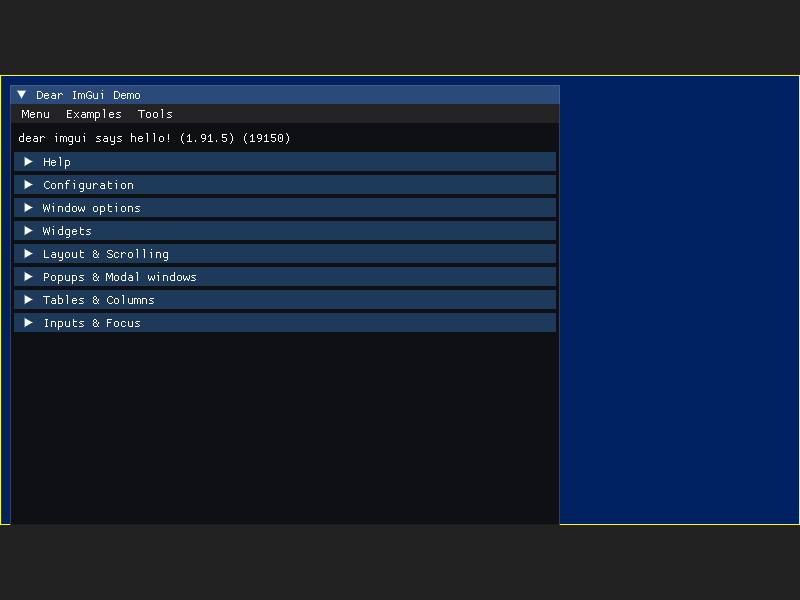 Dear ImGui Demo
Menu Examples Tools
dear imgui says hello! (1.91.5) (19150)
Help
Configuration
Window options
Widgets
Layout & Scrolling
Popups & Modal windows
Tables & Columns
Inputs & Focus